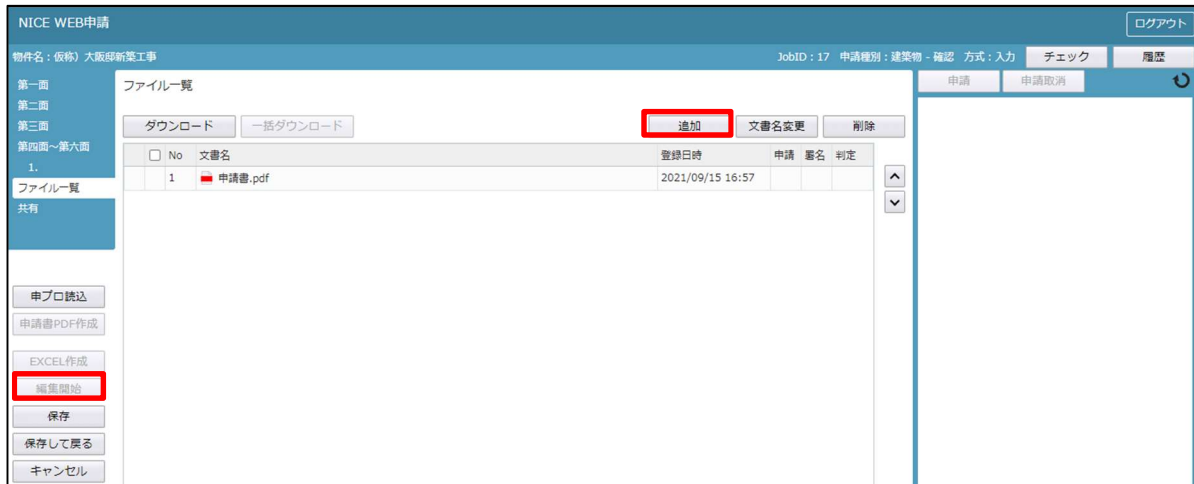 NICE WEB申請
ログアウト
物件名：仮称）大阪邸新築工事
JobID：17 申請種別：建築物 - 確認 方式：入力
チェック
履歴
第一面
第二面
第三面
第四面～第六面
1.
ファイル一覧
共有
ファイル一覧
申請
申請取消
ダウンロード
一括ダウンロード
追加
文書名変更
削除
No 文書名 登録日時 申請 署名 判定
1 申請書.pdf 2021/09/15 16:57
申プロ読込
申請書PDF作成
EXCEL作成
編集開始
保存
保存して戻る
キャンセル